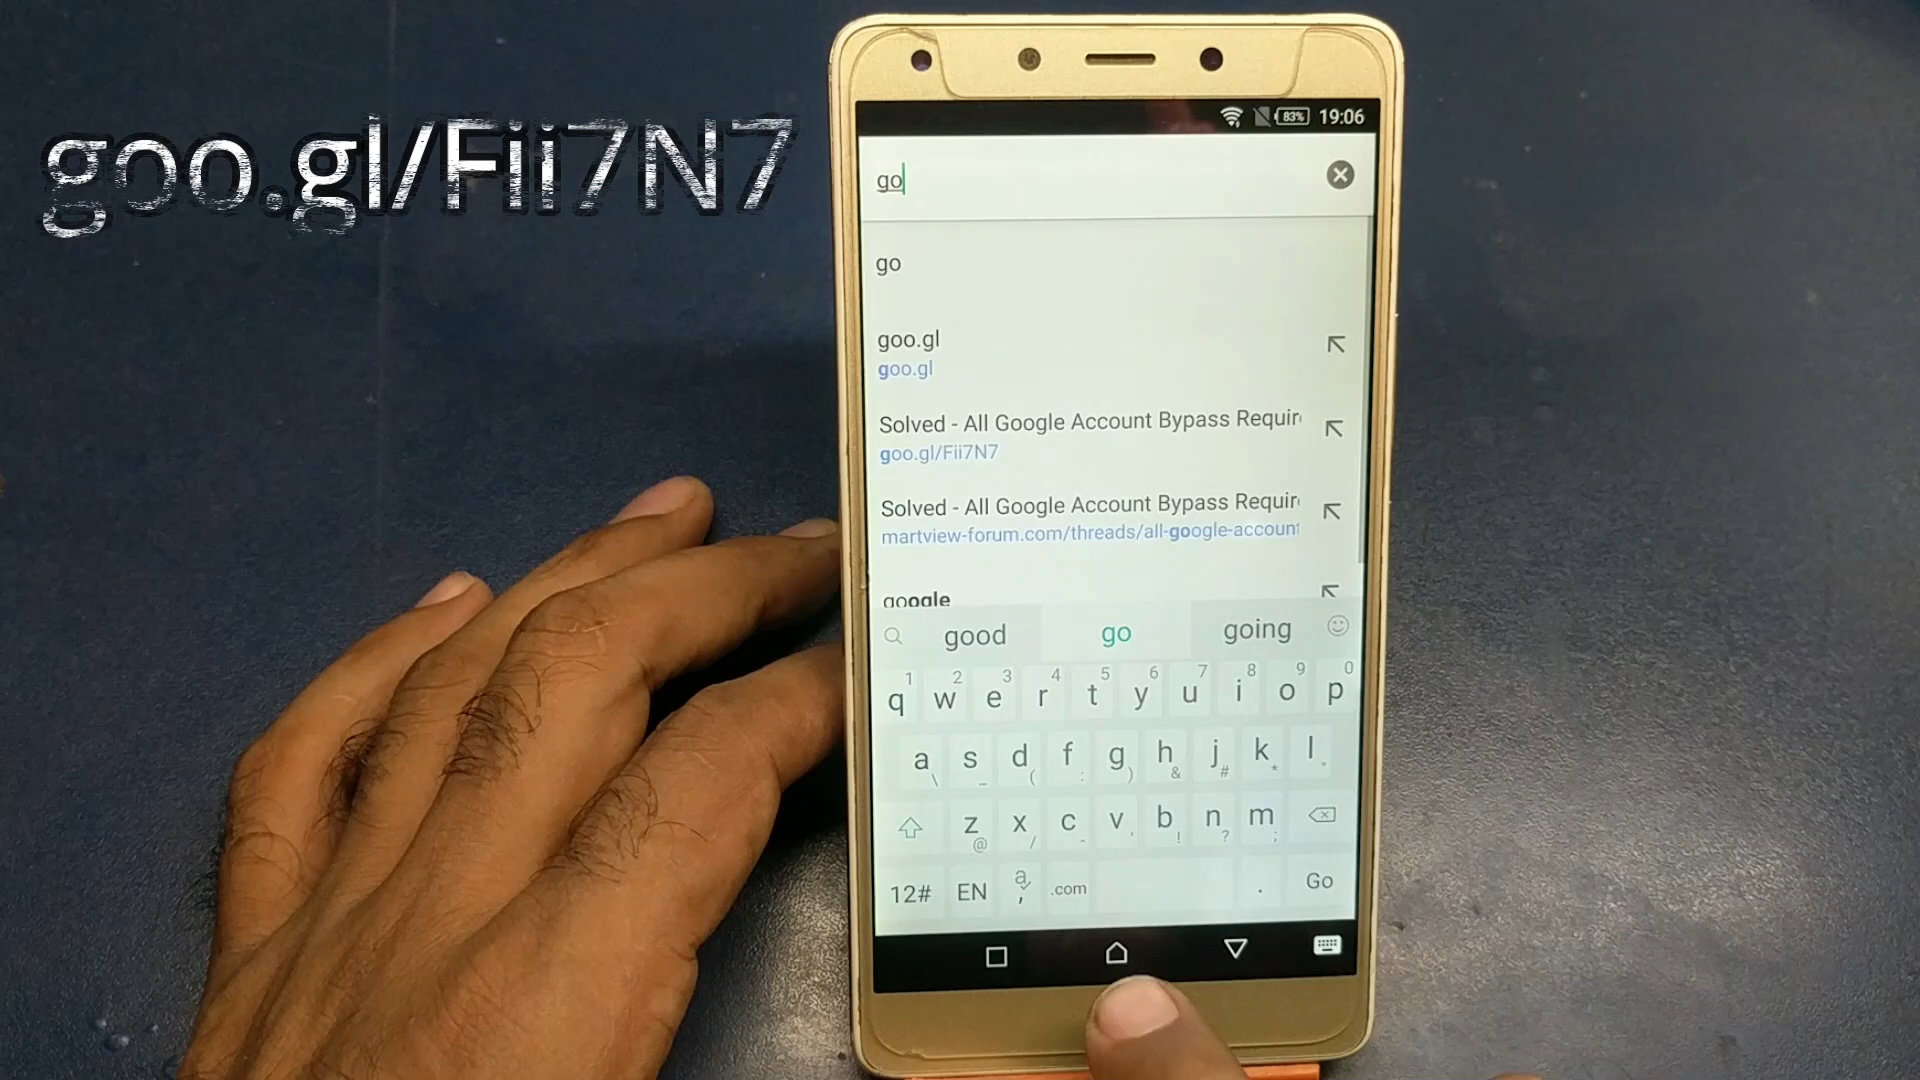 goo.gl/Fii7N7
83% 19:06
go
go
goo.gl
goo.gl
Solved - All Google Account Bypass Requir
goo.gl/Fii7N7
Solved - All Google Account Bypass Requir
martview-forum.com/threads/all-google-account
google
good go going
1 2 3 4 5 6 7 8 9 0
q w e r t y u i o p
a s d f g h j k l
\ _ ( : ) & # *
z x c v b n m
@ / - ! ? ;
12# EN a , .com . Go